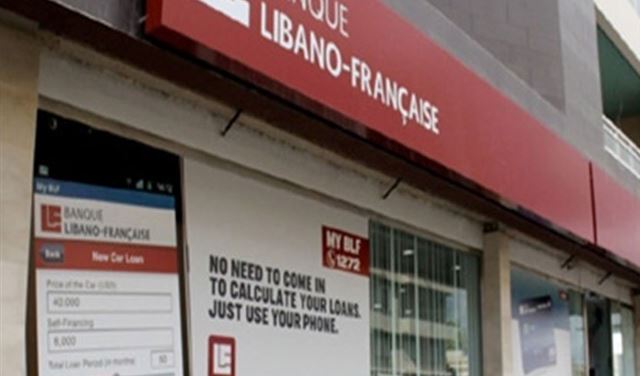 BANQUE
LIBANO-FRANÇAISE
My BLF
BANQUE
LIBANO-FRANÇAISE
Back
New Car Loan
Price of the Car (USD)
40,000
Self-Financing
8,000
Total Loan Period (in months)
60
MY BLF
1272
NO NEED TO COME IN
TO CALCULATE YOUR LOANS.
JUST USE YOUR PHONE.